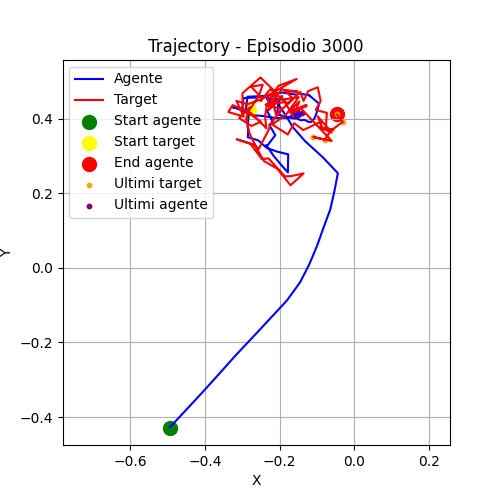 Trajectory - Episodio 3000
Agente
Target
Start agente
Start target
End agente
Ultimi target
Ultimi agente
0.4
0.2
0.0
−0.2
−0.4
Y
−0.6 −0.4 −0.2 0.0 0.2
X